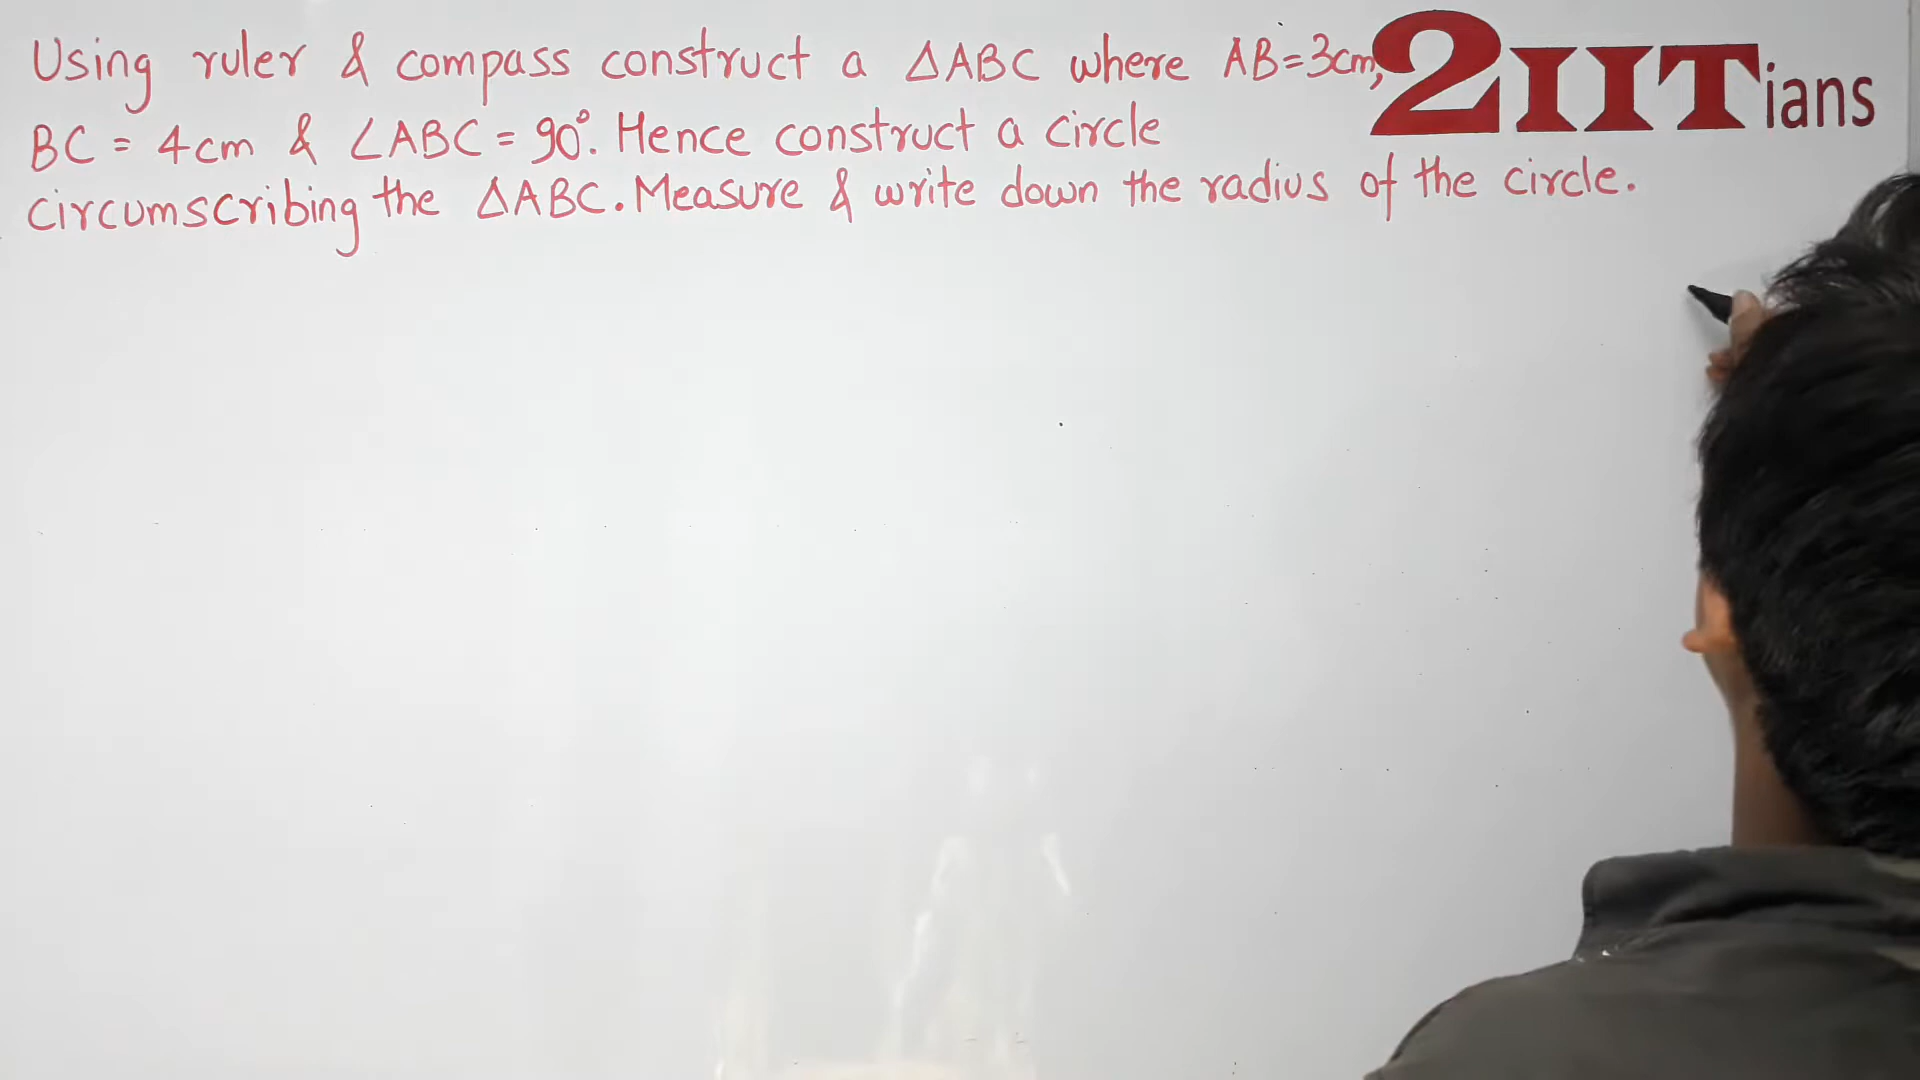 Using ruler & compass construct a ΔABC where AB=3cm,
BC = 4cm & ∠ABC = 90°. Hence construct a circle
circumscribing the ΔABC. Measure & write down the radius of the circle.
2IITians